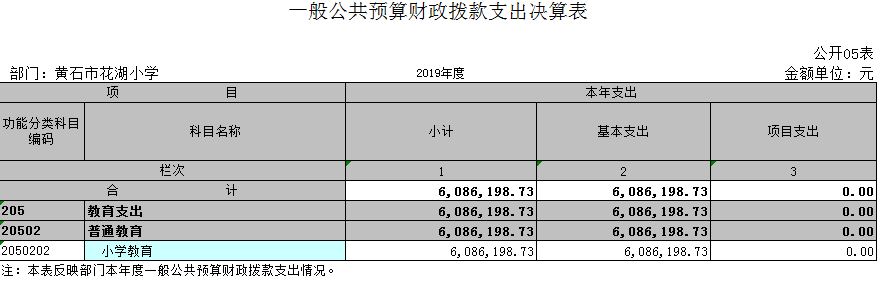 一般公共预算财政拨款支出决算表
公开05表
部门：黄石市花湖小学 2019年度 金额单位：元
项 目 本年支出
功能分类科目编码 科目名称 小计 基本支出 项目支出
栏次 1 2 3
合 计 6,086,198.73 6,086,198.73 0.00
205 教育支出 6,086,198.73 6,086,198.73 0.00
20502 普通教育 6,086,198.73 6,086,198.73 0.00
2050202 小学教育 6,086,198.73 6,086,198.73 0.00
注：本表反映部门本年度一般公共预算财政拨款支出情况。